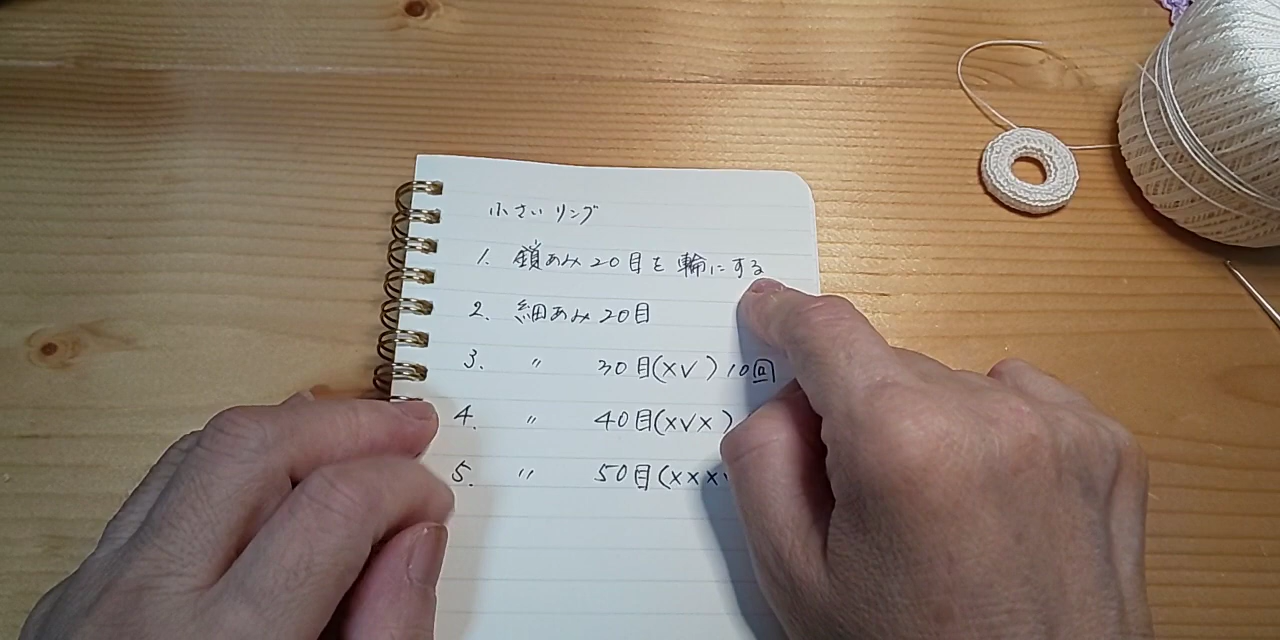 小さいリング
1. 鎖あみ20目を輪にする
2. 細あみ20目
3. 〃 30目(×∨)10回
4. 〃 40目(×∨×)
5. 〃 50目(×××